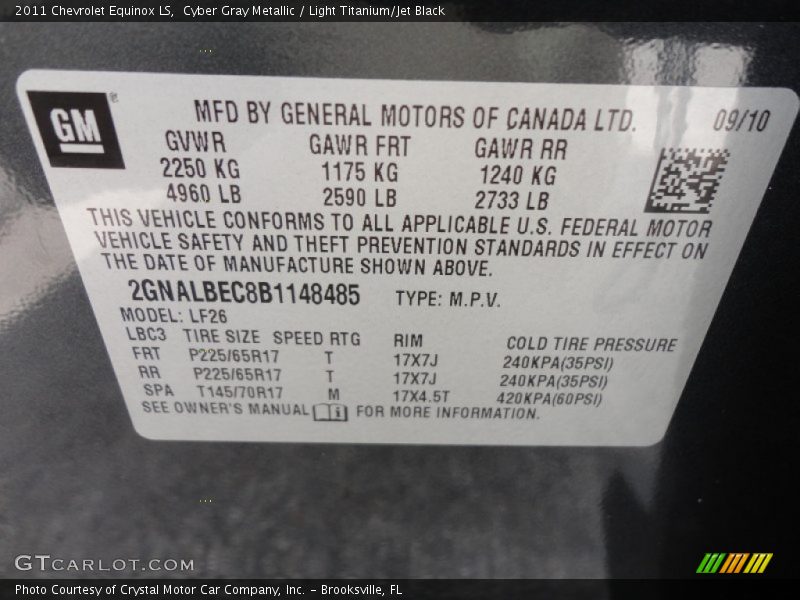 2011 Chevrolet Equinox LS,  Cyber Gray Metallic / Light Titanium/Jet Black
GM®
MFD BY GENERAL MOTORS OF CANADA LTD. 09/10
GVWR GAWR FRT GAWR RR
2250 KG 1175 KG 1240 KG
4960 LB 2590 LB 2733 LB
THIS VEHICLE CONFORMS TO ALL APPLICABLE U.S. FEDERAL MOTOR
VEHICLE SAFETY AND THEFT PREVENTION STANDARDS IN EFFECT ON
THE DATE OF MANUFACTURE SHOWN ABOVE.
2GNALBEC8B1148485 TYPE: M.P.V.
MODEL: LF26
LBC3 TIRE SIZE SPEED RTG RIM COLD TIRE PRESSURE
FRT P225/65R17 T 17X7J 240KPA(35PSI)
RR P225/65R17 T 17X7J 240KPA(35PSI)
SPA T145/70R17 M 17X4.5T 420KPA(60PSI)
SEE OWNER'S MANUAL FOR MORE INFORMATION.
GTCARLOT.COM
Photo Courtesy of Crystal Motor Car Company, Inc. – Brooksville, FL